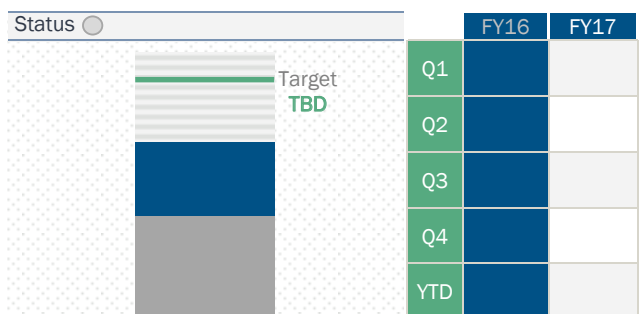 Status
Target
TBD
FY16 FY17
Q1
Q2
Q3
Q4
YTD